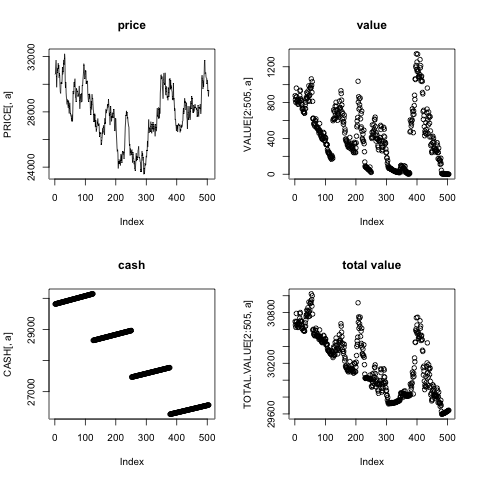 price
PRICE[, a]
32000
28000
24000
0 100 200 300 400 500
Index
value
VALUE[2:505, a]
1200
800
400
0
0 100 200 300 400 500
Index
cash
CASH[, a]
29000
27000
0 100 200 300 400 500
Index
total value
TOTAL.VALUE[2:505, a]
30800
30200
29600
0 100 200 300 400 500
Index